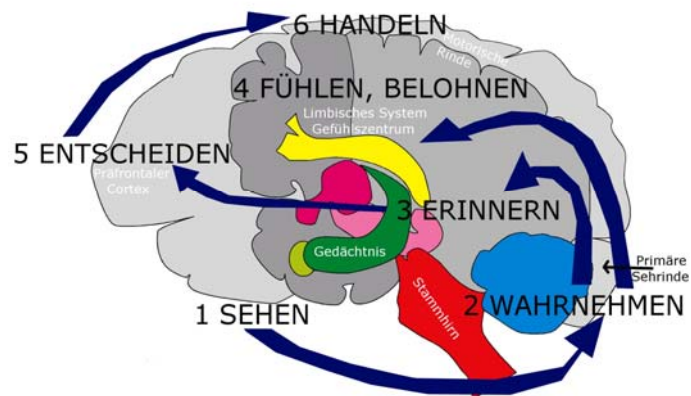 6 HANDELN
Motorische
Rinde
4 FÜHLEN, BELOHNEN
Limbisches System
Gefühlszentrum
5 ENTSCHEIDEN
Präfrontaler
Cortex
3 ERINNERN
Gedächtnis
Primäre
Sehrinde
Stammhirn
1 SEHEN
2 WAHRNEHMEN